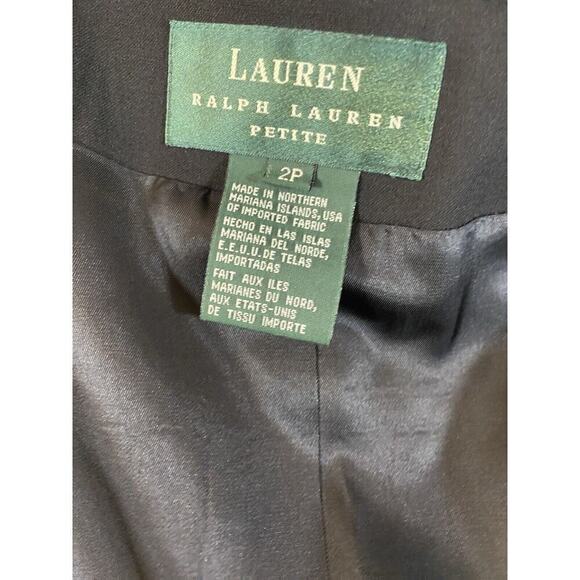 LAUREN
RALPH LAUREN
PETITE
2P
MADE IN NORTHERN
MARIANA ISLANDS, USA
OF IMPORTED FABRIC
HECHO EN LAS ISLAS
MARIANA DEL NORDE,
E.E.U.U. DE TELAS
IMPORTADAS
FAIT AUX ILES
MARIANES DU NORD,
AUX ETATS-UNIS
DE TISSU IMPORTE